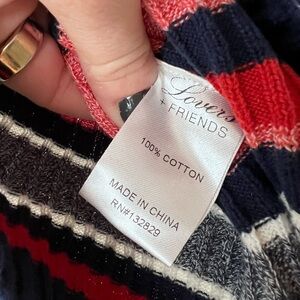 Lovers
+ FRIENDS
100% COTTON
MADE IN CHINA
RN#132829